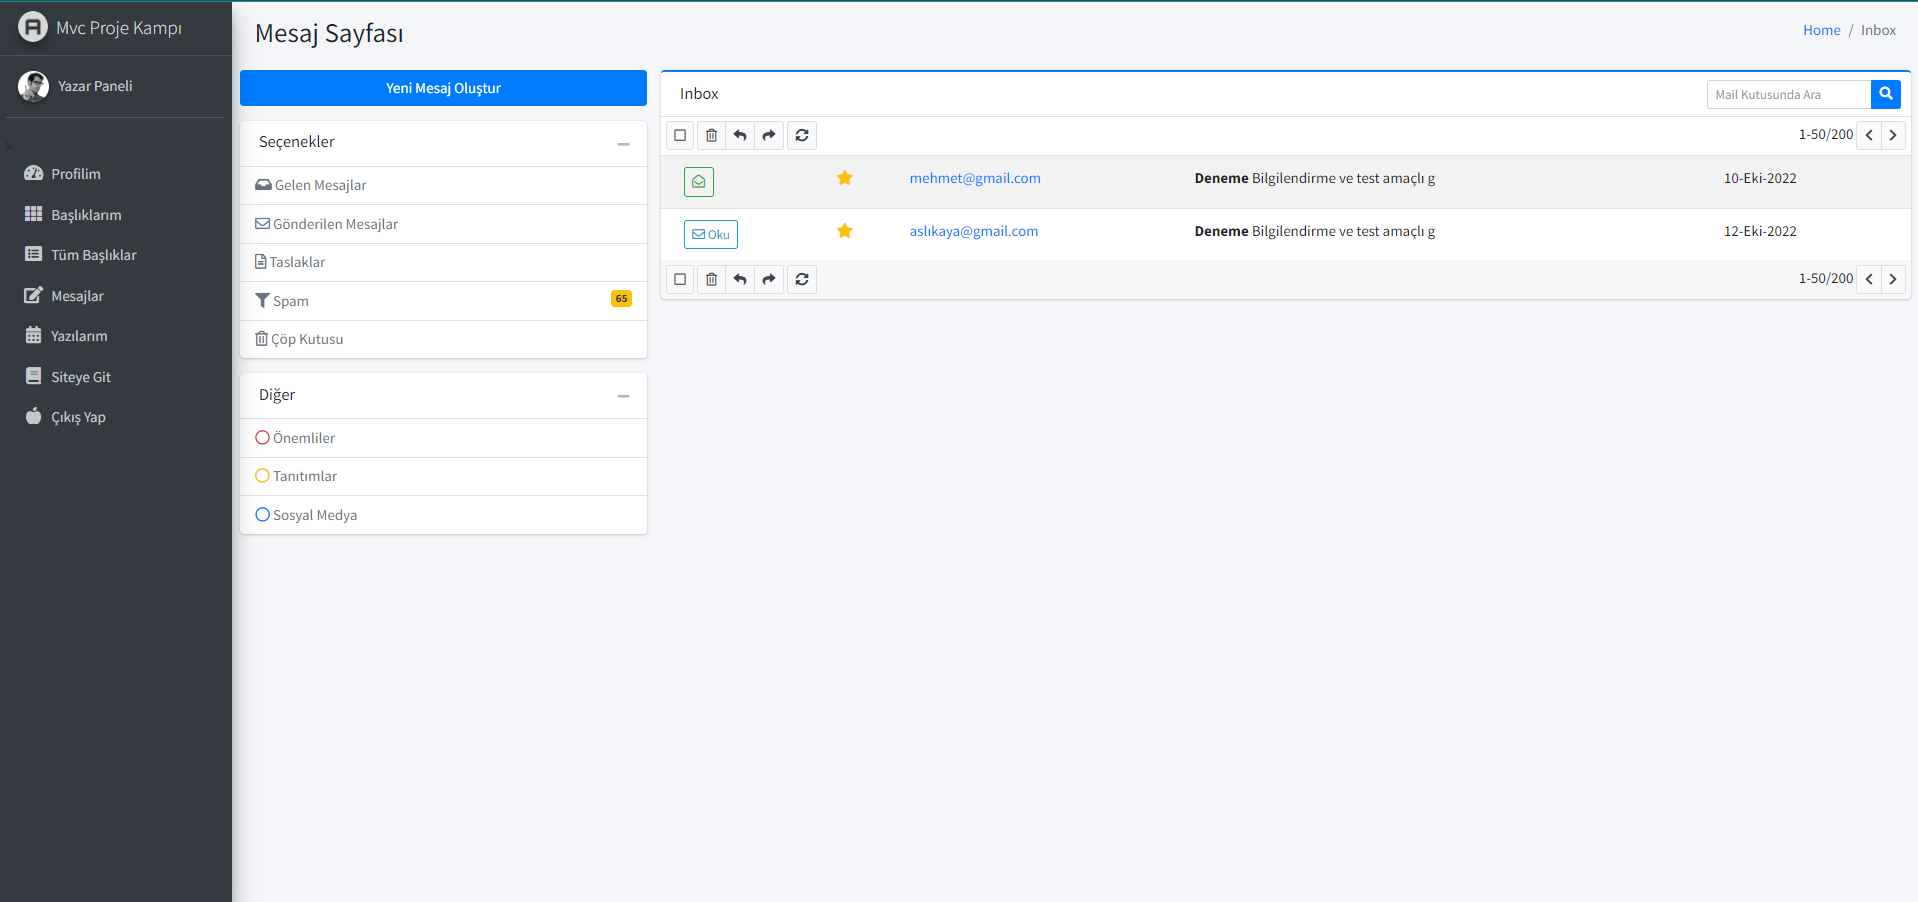 Mvc Proje Kampı
Yazar Paneli
s
Profilim
Başlıklarım
Tüm Başlıklar
Mesajlar
Yazılarım
Siteye Git
Çıkış Yap
Mesaj Sayfası
Home / Inbox
Yeni Mesaj Oluştur
Seçenekler
Gelen Mesajlar
Gönderilen Mesajlar
Taslaklar
Spam 65
Çöp Kutusu
Diğer
Önemliler
Tanıtımlar
Sosyal Medya
Inbox
Mail Kutusunda Ara
1-50/200
mehmet@gmail.com Deneme Bilgilendirme ve test amaçlı g 10-Eki-2022
Oku aslıkaya@gmail.com Deneme Bilgilendirme ve test amaçlı g 12-Eki-2022
1-50/200